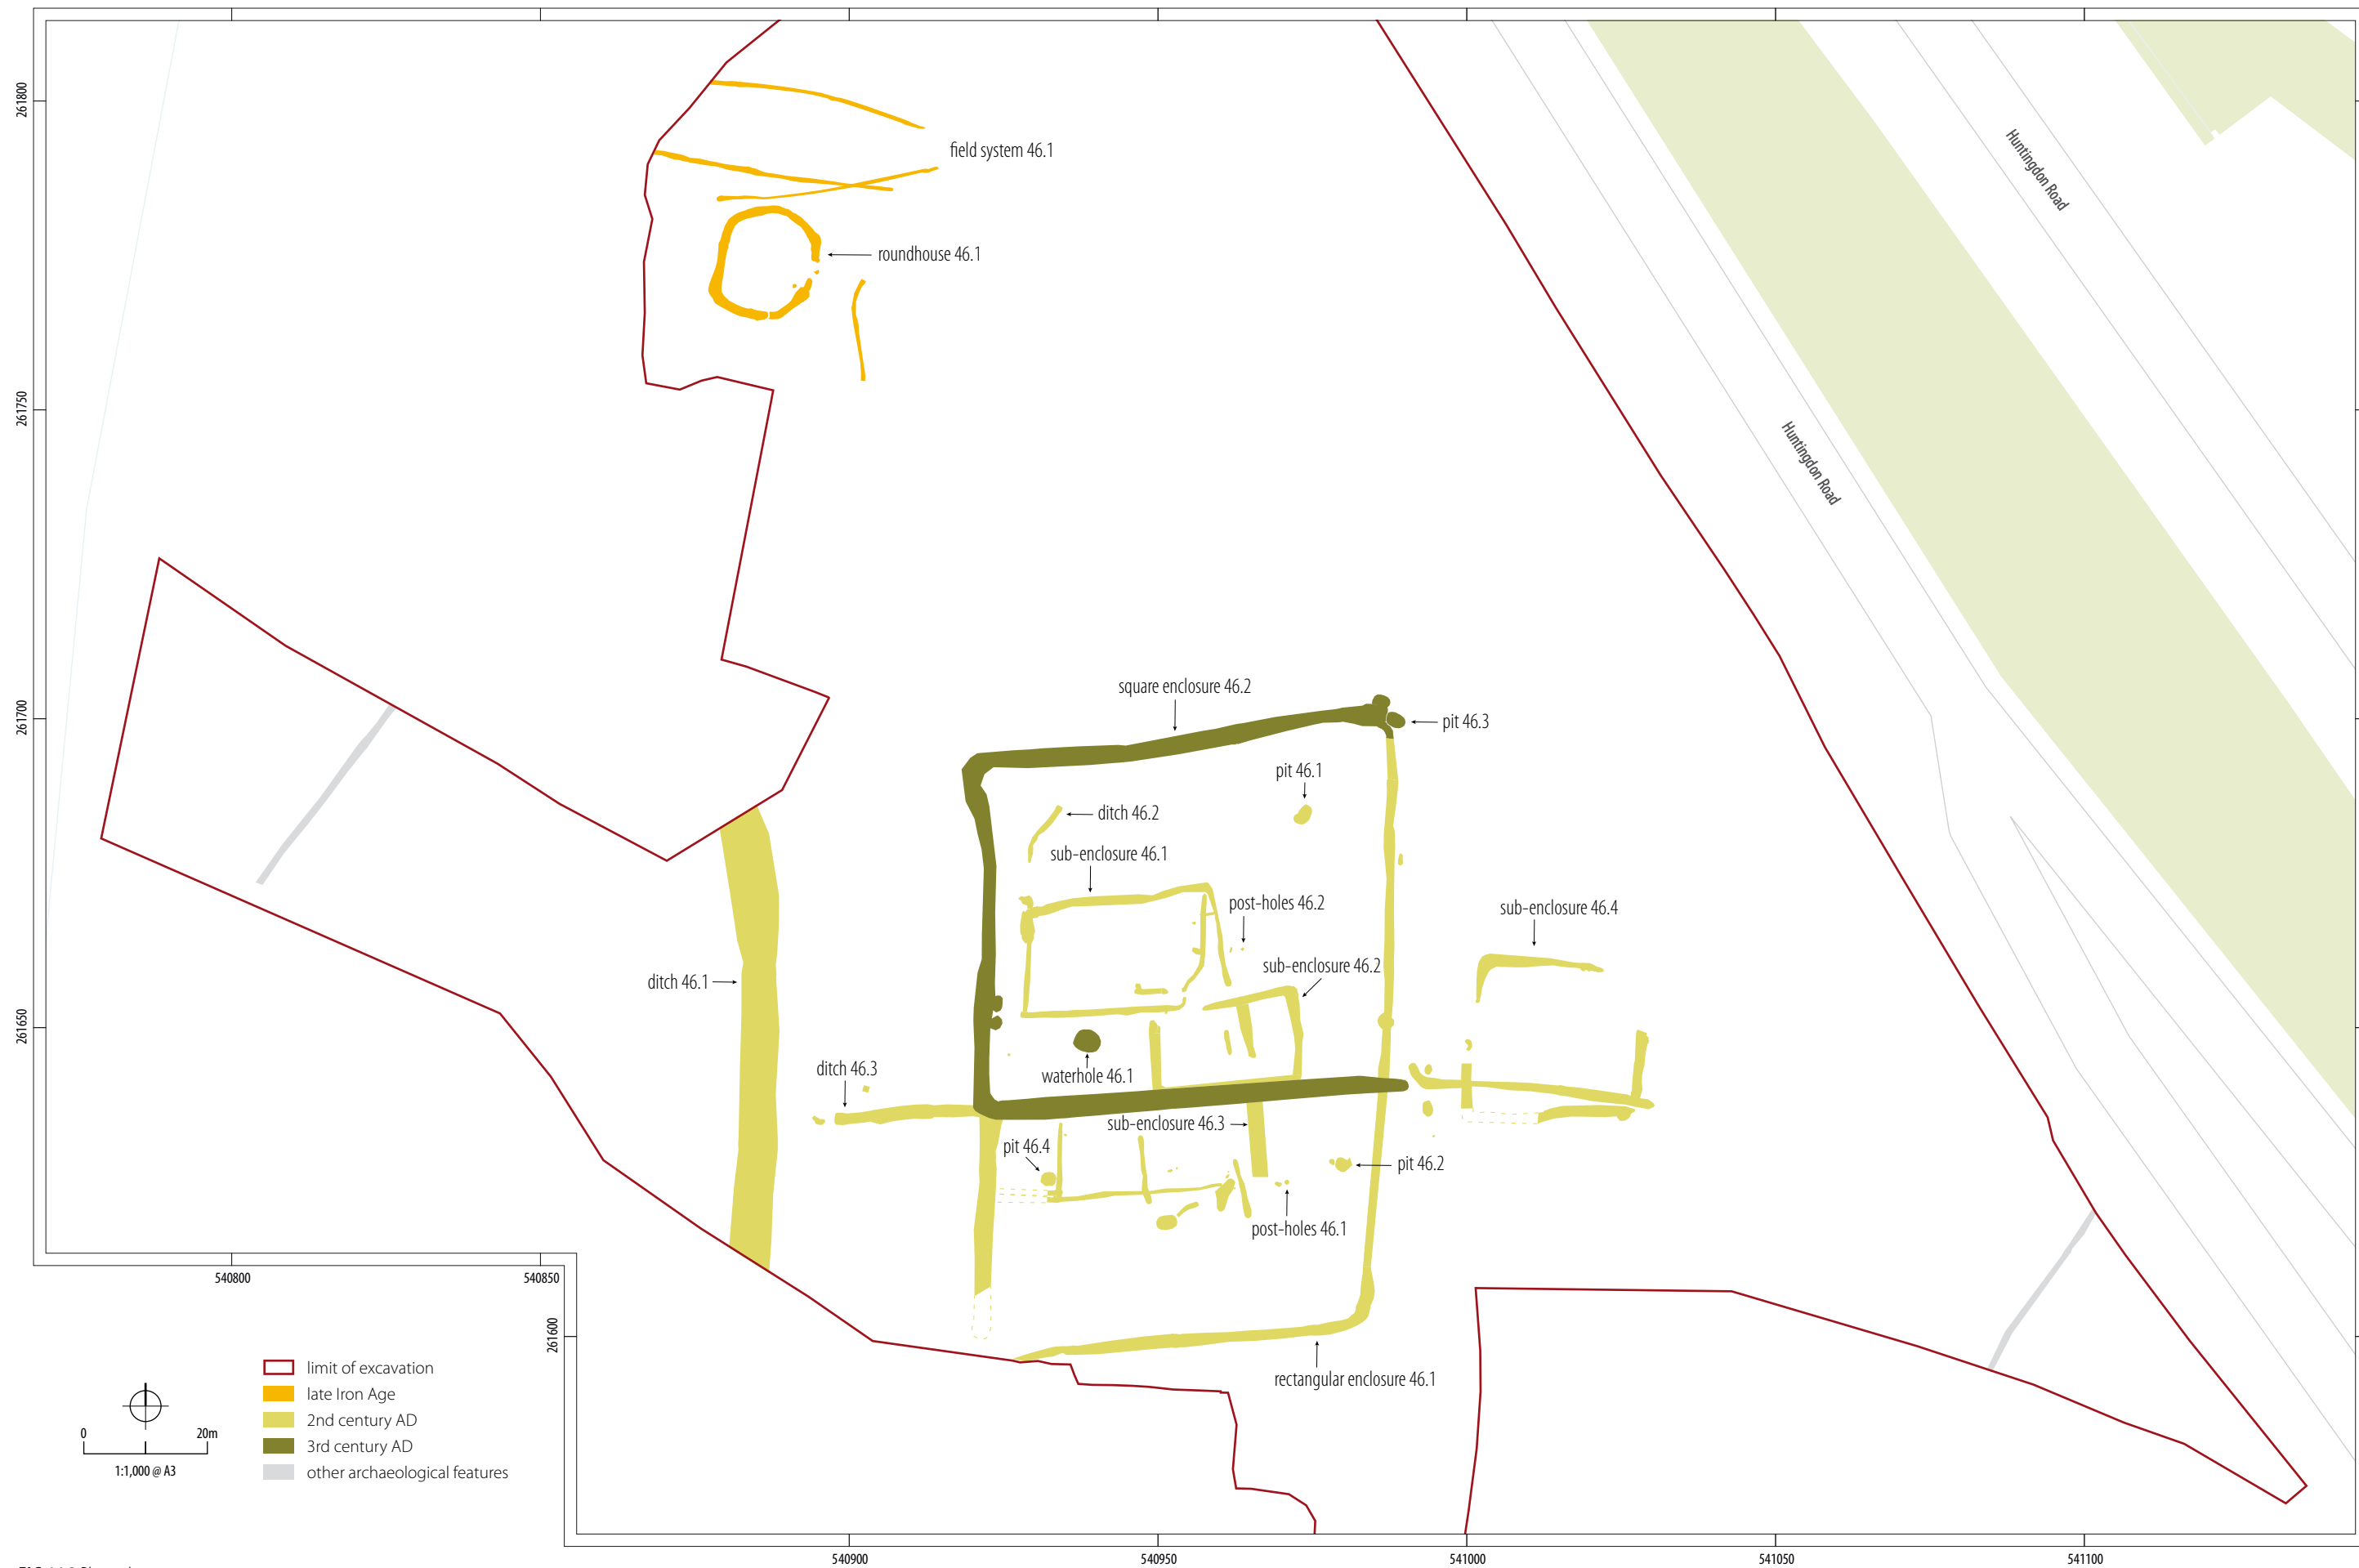 261800
261750
261700
261650
261600
540800
540850
540900
540950
541000
541050
541100
Huntingdon Road
Huntingdon Road
field system 46.1
roundhouse 46.1
square enclosure 46.2
pit 46.3
pit 46.1
ditch 46.2
sub-enclosure 46.1
post-holes 46.2
sub-enclosure 46.4
sub-enclosure 46.2
ditch 46.1
ditch 46.3
waterhole 46.1
sub-enclosure 46.3
pit 46.4
pit 46.2
post-holes 46.1
rectangular enclosure 46.1
limit of excavation
late Iron Age
2nd century AD
3rd century AD
other archaeological features
0 20m
1:1,000 @ A3